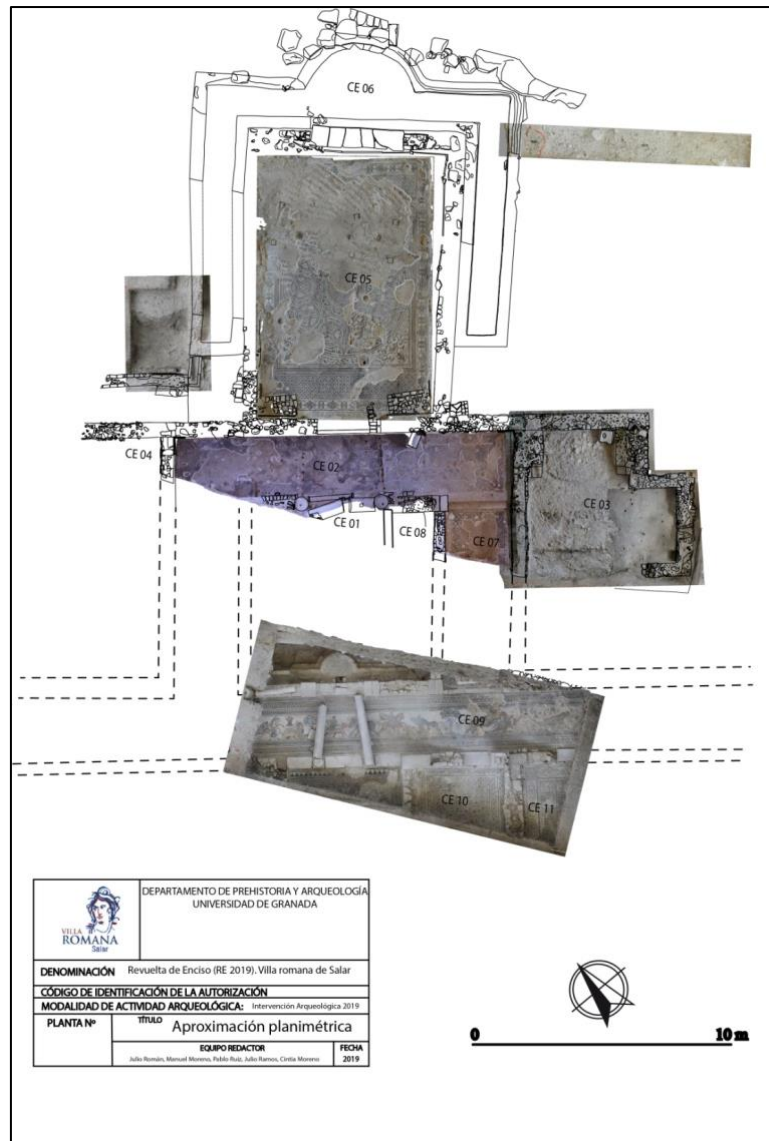 CE 06
CE 05
CE 04
CE 02
CE 01
CE 08
CE 07
CE 03
CE 09
CE 10
CE 11
VILLA
ROMANA
Salar
DEPARTAMENTO DE PREHISTORIA Y ARQUEOLOGÍA
UNIVERSIDAD DE GRANADA
DENOMINACIÓN Revuelta de Enciso (RE 2019). Villa romana de Salar
CÓDIGO DE IDENTIFICACIÓN DE LA AUTORIZACIÓN
MODALIDAD DE ACTIVIDAD ARQUEOLÓGICA: Intervención Arqueológica 2019
PLANTA Nº TÍTULO Aproximación planimétrica
EQUIPO REDACTOR FECHA
Julio Román, Manuel Moreno, Pablo Ruiz, Julio Ramos, Cintia Moreno 2019
0 10 m